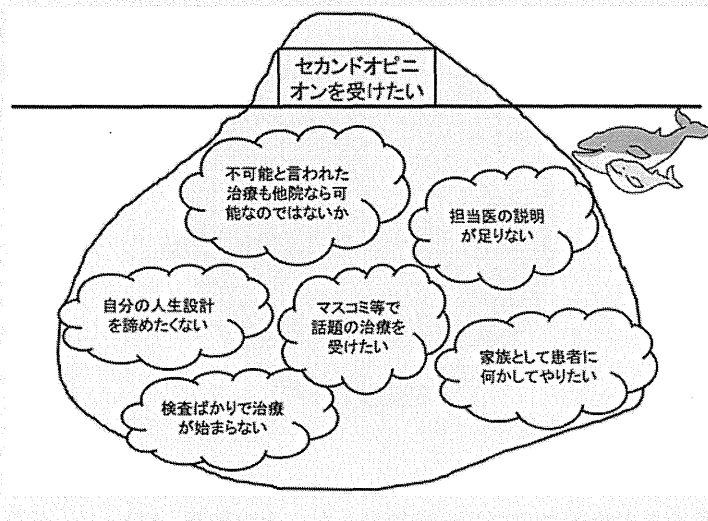 セカンドオピニ
オンを受けたい
不可能と言われた
治療も他院なら可
能なのではないか
担当医の説明
が足りない
自分の人生設計
を諦めたくない
マスコミ等で
話題の治療を
受けたい
家族として患者に
何かしてやりたい
検査ばかりで治療
が始まらない